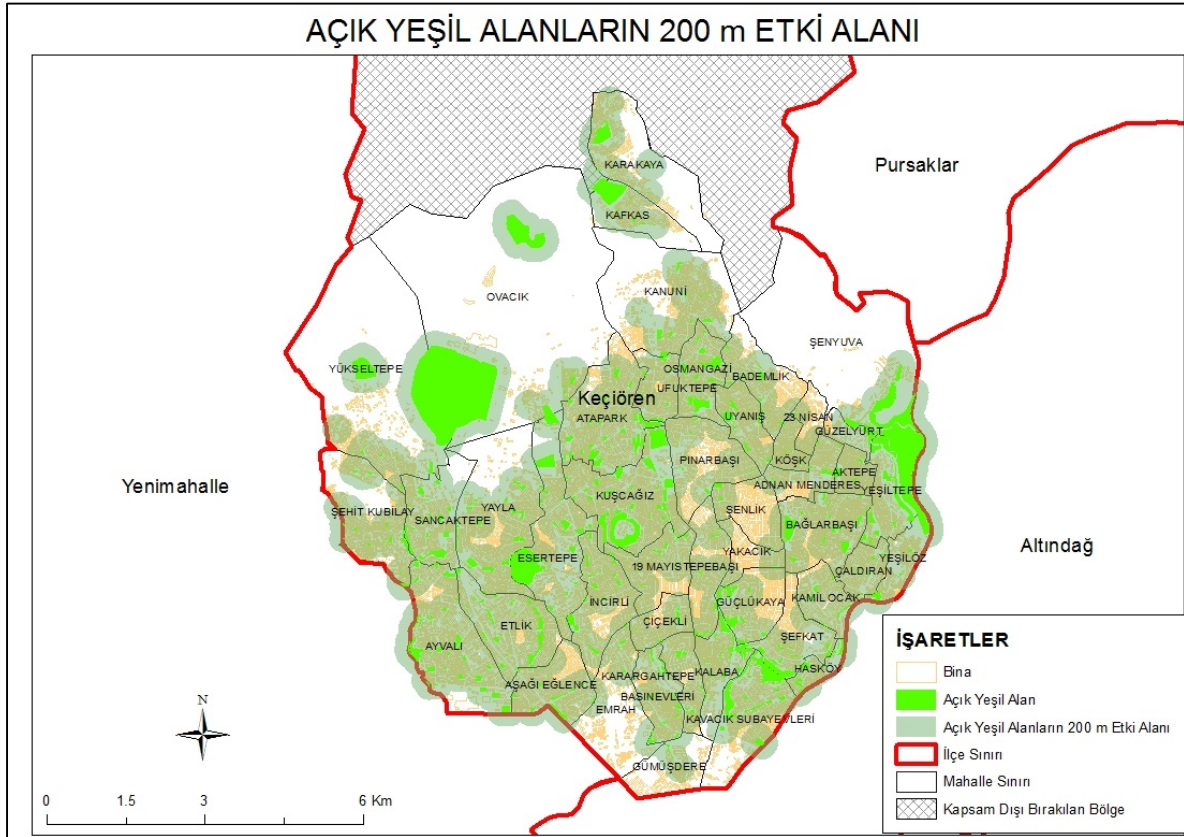 AÇIK YEŞİL ALANLARIN 200 m ETKİ ALANI
KARAKAYA
Pursaklar
KAFKAS
KANUNİ
OVACIK
ŞENYUVA
YÜKSELTEPE
OSMANGAZİ
BADEMLİK
UFUKTEPE
Keçiören
ATAPARK
UYANIŞ
23 NİSAN
GÜZELYURT
PINARBAŞI
KÖŞK
AKTEPE
Yenimahalle
ADNAN MENDERES
YEŞİLTEPE
KUŞCAĞIZ
ŞEHİT KUBİLAY
SANCAKTEPE
YAYLA
ŞENLİK
BAĞLARBAŞI
Altındağ
ESERTEPE
YAKACIK
YEŞİLÖZ
19 MAYIS
TEPEBAŞI
ÇALDIRAN
İNCİRLİ
GÜÇLÜKAYA
KAMİL OCAK
ETLİK
ÇİÇEKLİ
ŞEFKAT
AYVALI
HASKÖY
KARARGAHTEPE
KALABA
AŞAĞI EĞLENCE
BASINEVLERİ
EMRAH
KAVACIK SUBAYEVLERİ
GÜMÜŞDERE
N
0 1.5 3 6 Km
İŞARETLER
Bina
Açık Yeşil Alan
Açık Yeşil Alanların 200 m Etki Alanı
İlçe Sınırı
Mahalle Sınırı
Kapsam Dışı Bırakılan Bölge